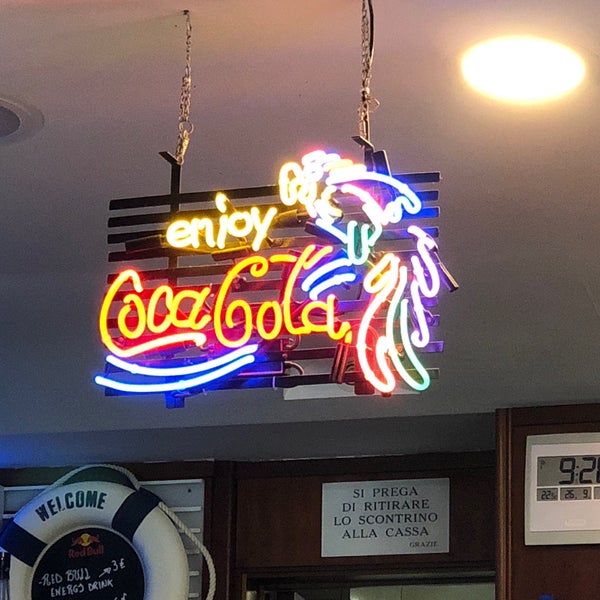 enjoy
Coca-Cola
WELCOME
Red Bull
-RED BULL → 3€
ENERGY DRINK
SI PREGA
DI RITIRARE
LO SCONTRINO
ALLA CASSA
GRAZIE